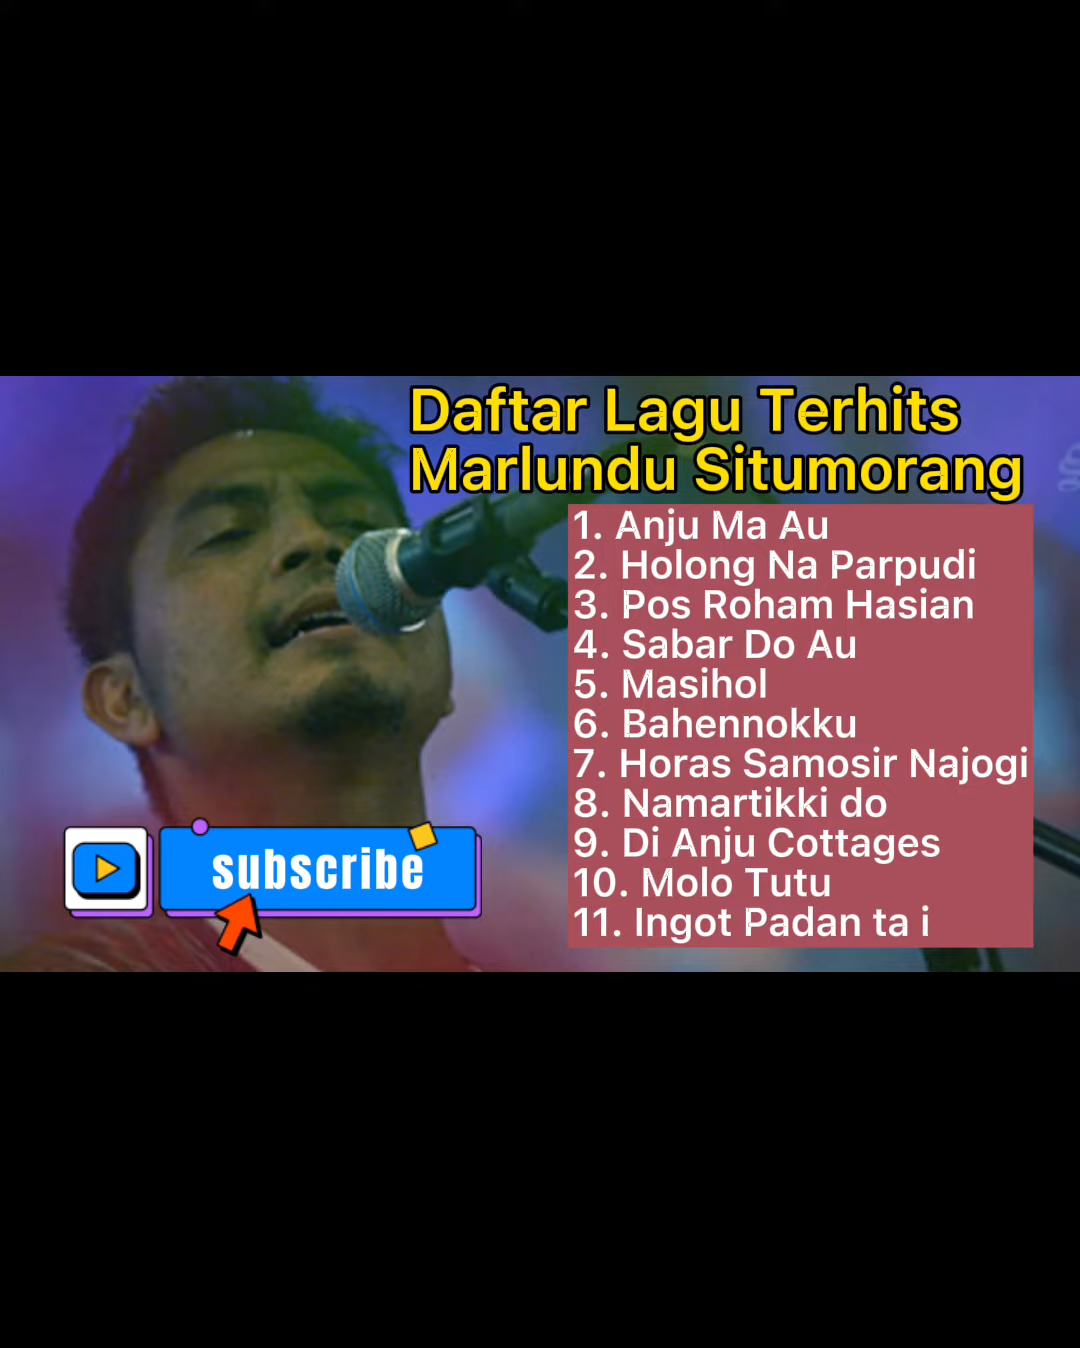 Daftar Lagu Terhits
Marlundu Situmorang
1. Anju Ma Au
2. Holong Na Parpudi
3. Pos Roham Hasian
4. Sabar Do Au
5. Masihol
6. Bahennokku
7. Horas Samosir Najogi
8. Namartikki do
9. Di Anju Cottages
10. Molo Tutu
11. Ingot Padan ta i
subscribe